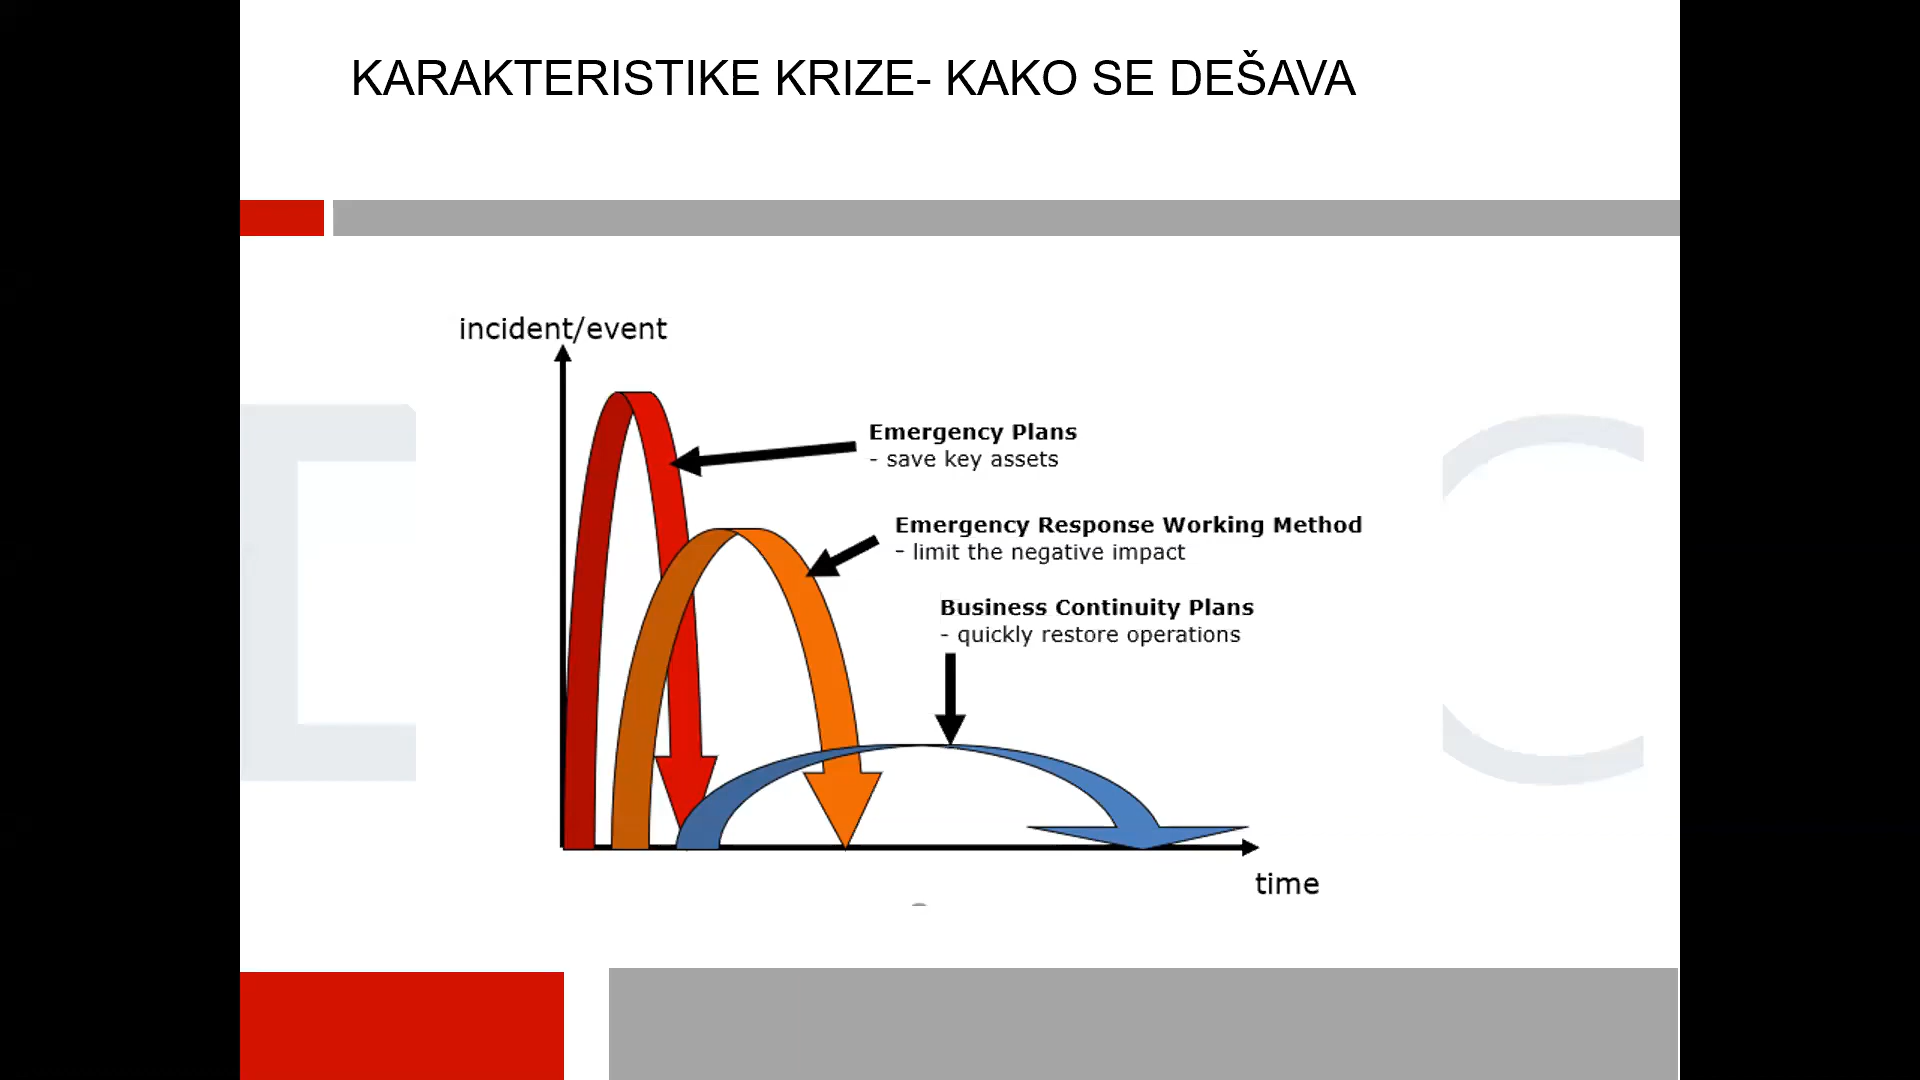 KARAKTERISTIKE KRIZE- KAKO SE DEŠAVA
incident/event
Emergency Plans
- save key assets
Emergency Response Working Method
- limit the negative impact
Business Continuity Plans
- quickly restore operations
time